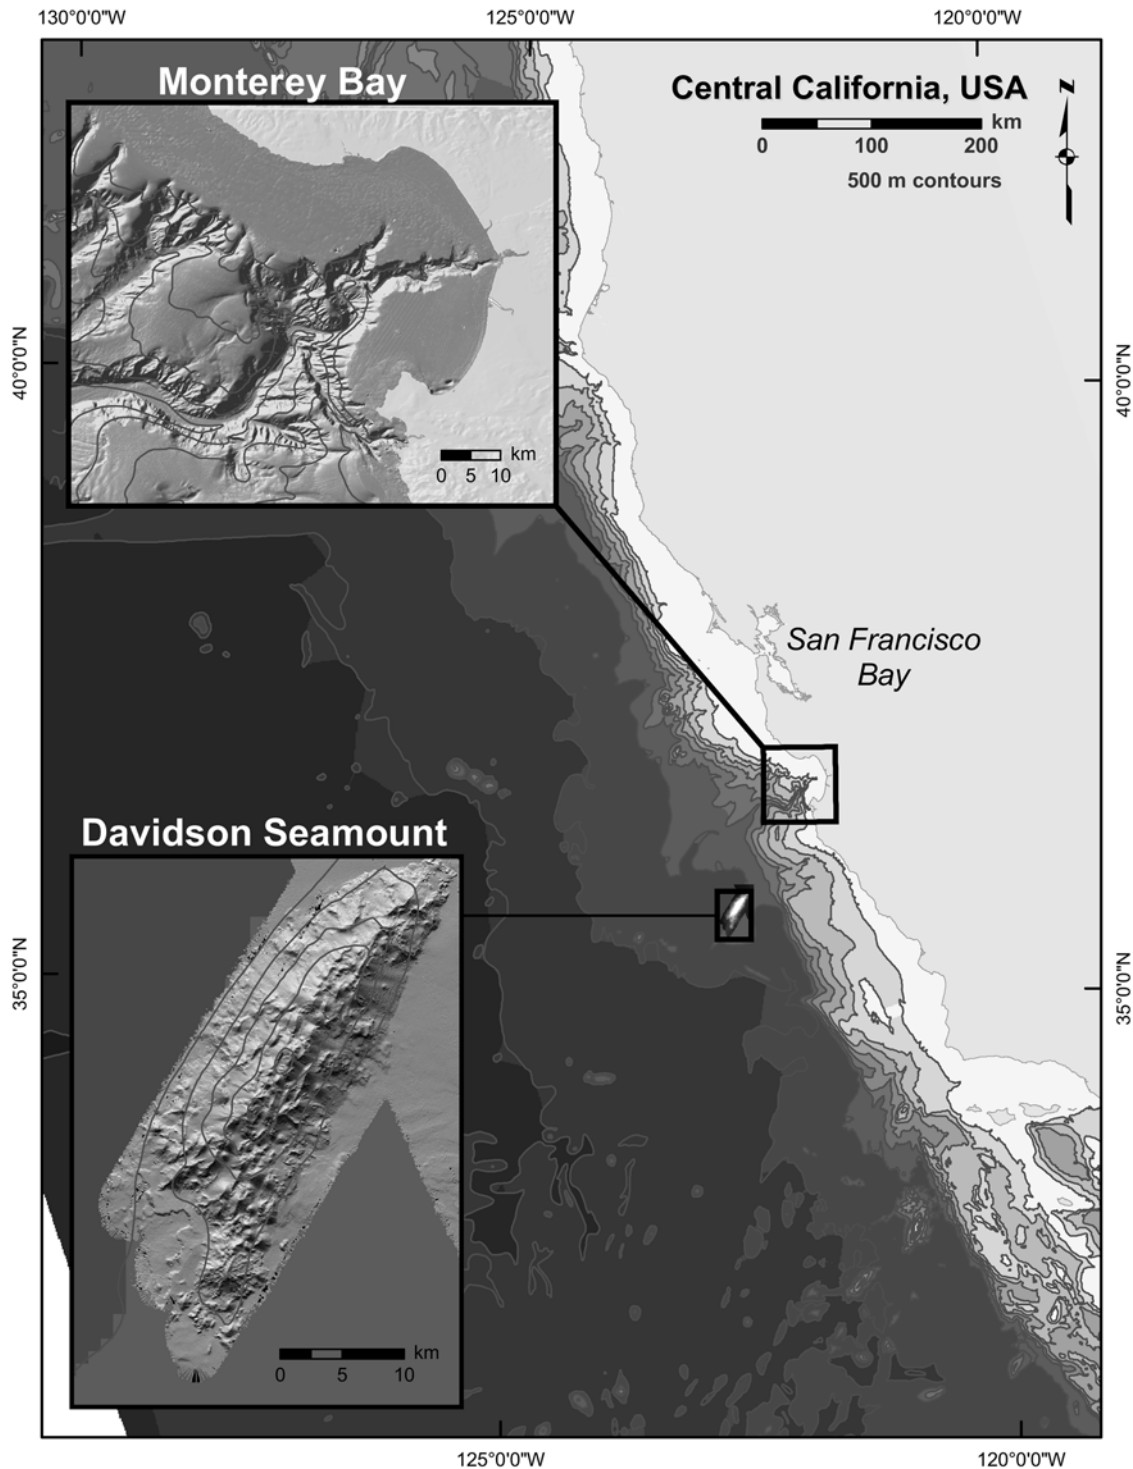 130°0'0"W 125°0'0"W 120°0'0"W
Monterey Bay
Central California, USA
km
0 100 200
500 m contours
N
40°0'0"N
40°0'0"N
km
0 5 10
San Francisco
Bay
Davidson Seamount
35°0'0"N
35°0'0"N
km
0 5 10
125°0'0"W 120°0'0"W